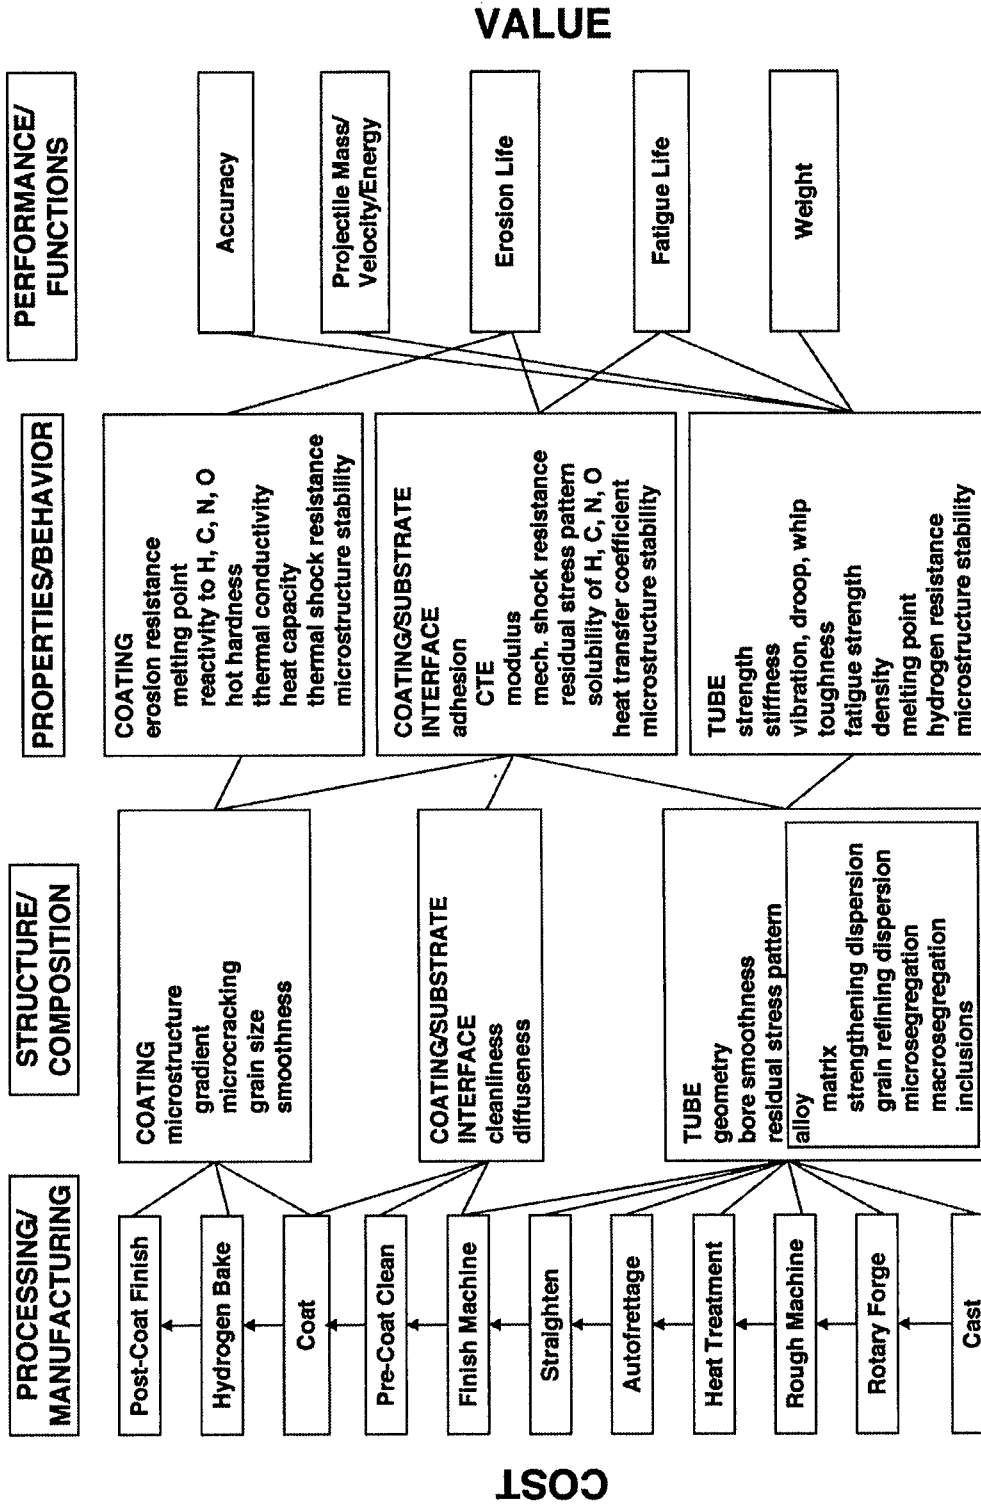 COST
PROCESSING/
MANUFACTURING
Post-Coat Finish
Hydrogen Bake
Coat
Pre-Coat Clean
Finish Machine
Straighten
Autofrettage
Heat Treatment
Rough Machine
Rotary Forge
Cast
STRUCTURE/
COMPOSITION
COATING
microstructure
gradient
microcracking
grain size
smoothness
COATING/SUBSTRATE
INTERFACE
cleanliness
diffuseness
TUBE
geometry
bore smoothness
residual stress pattern
alloy
matrix
strengthening dispersion
grain refining dispersion
microsegregation
macrosegregation
inclusions
PROPERTIES/BEHAVIOR
COATING
erosion resistance
melting point
reactivity to H, C, N, O
hot hardness
thermal conductivity
heat capacity
thermal shock resistance
microstructure stability
COATING/SUBSTRATE
INTERFACE
adhesion
CTE
modulus
mech. shock resistance
residual stress pattern
solubility of H, C, N, O
heat transfer coefficient
microstructure stability
TUBE
strength
stiffness
vibration, droop, whip
toughness
fatigue strength
density
melting point
hydrogen resistance
microstructure stability
PERFORMANCE/
FUNCTIONS
Accuracy
Projectile Mass/
Velocity/Energy
Erosion Life
Fatigue Life
Weight
VALUE